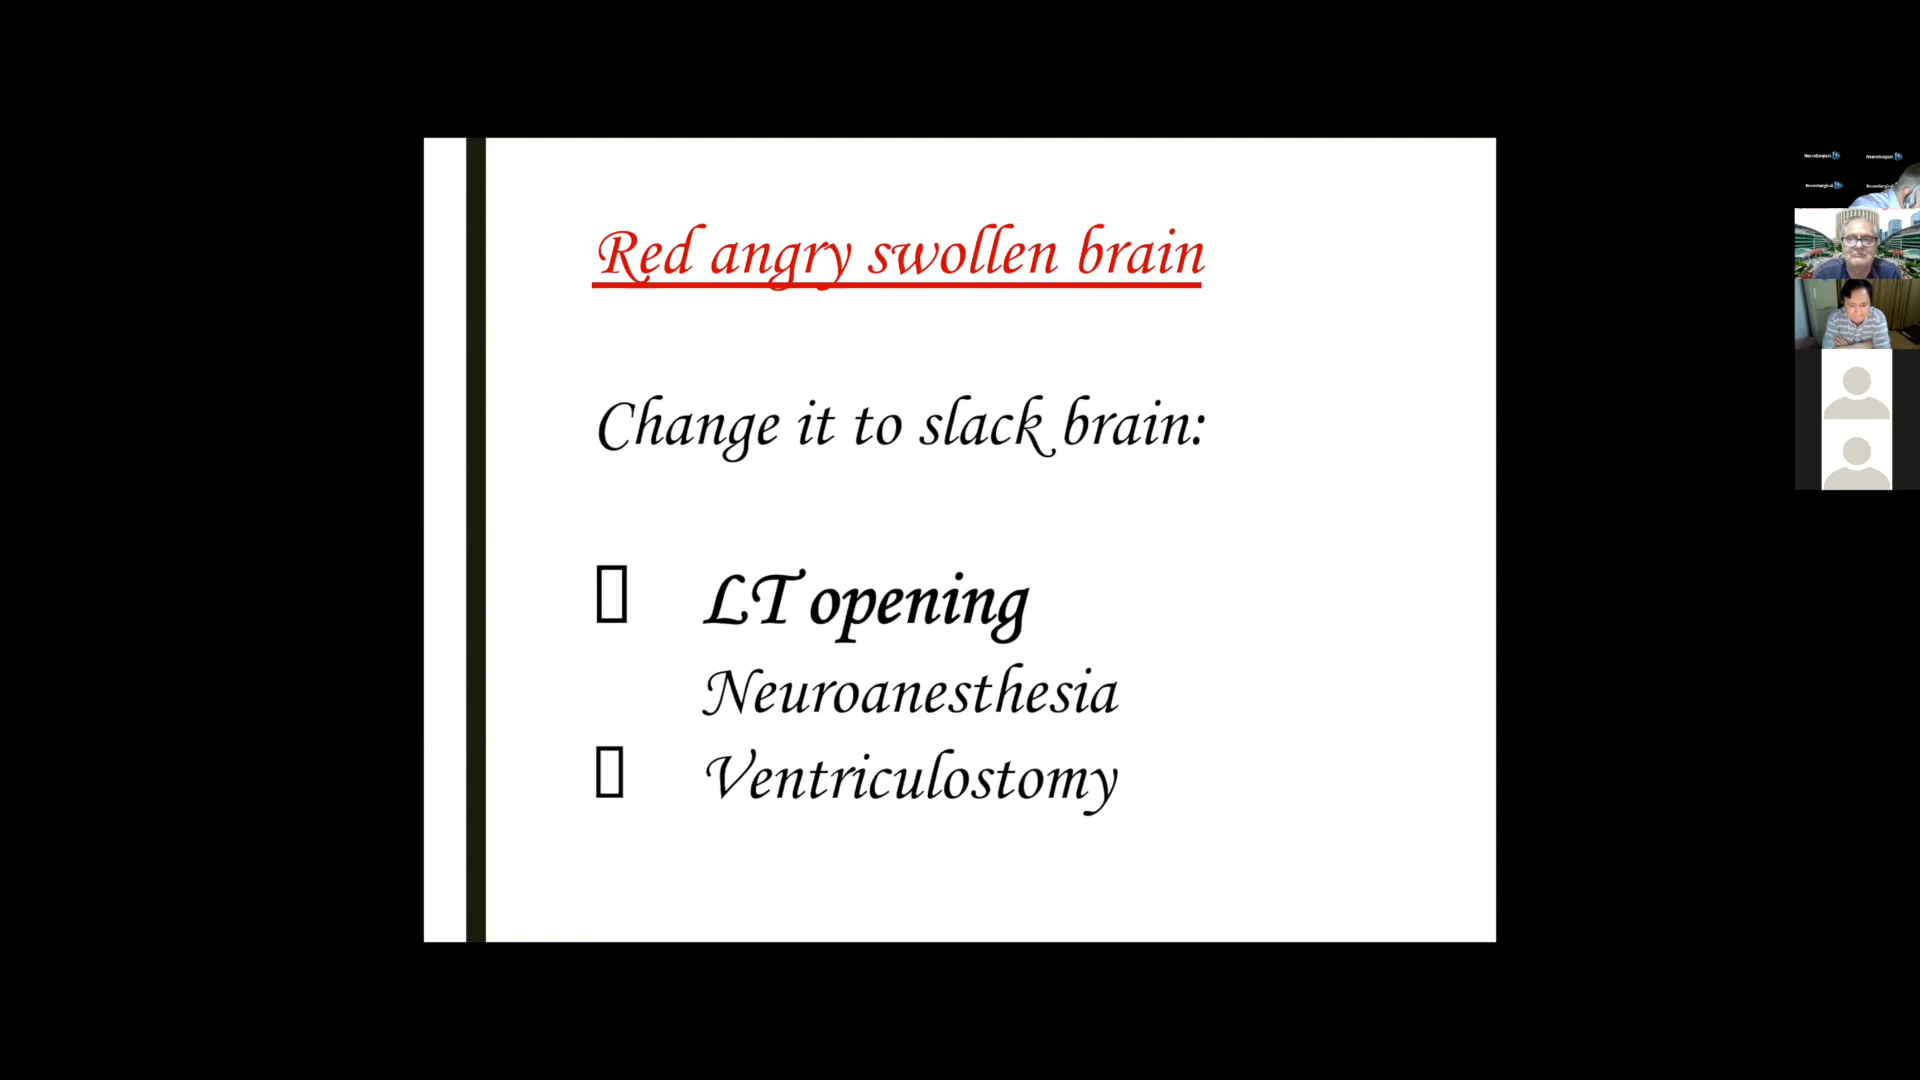 Red angry swollen brain
Change it to slack brain:
LT opening
Neuroanesthesia
Ventriculostomy